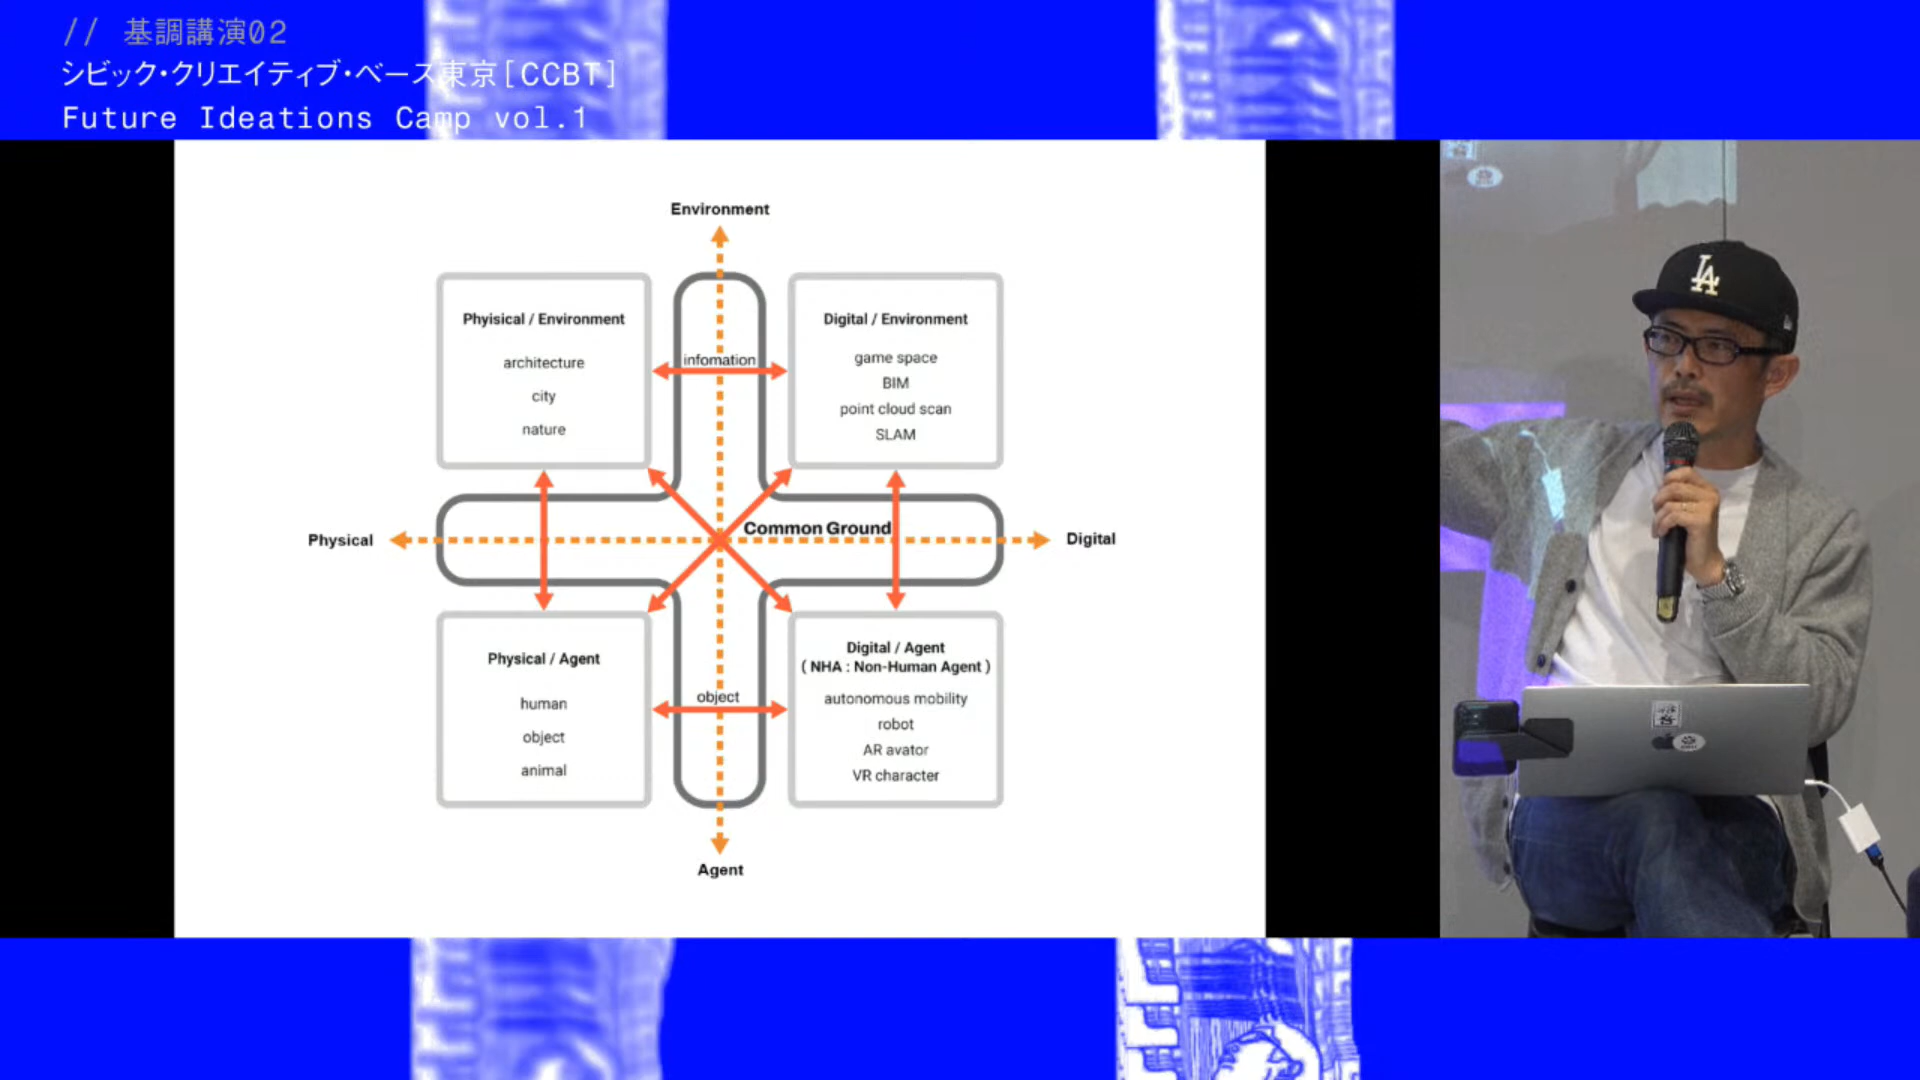 // 基調講演02
シビック・クリエイティブ・ベース東京[CCBT]
Future Ideations Camp vol.1
Environment
Phyisical / Environment
architecture
city
nature
infomation
Digital / Environment
game space
BIM
point cloud scan
SLAM
Physical
Common Ground
Digital
Physical / Agent
human
object
animal
object
Digital / Agent
( NHA : Non-Human Agent )
autonomous mobility
robot
AR avator
VR character
Agent
LA